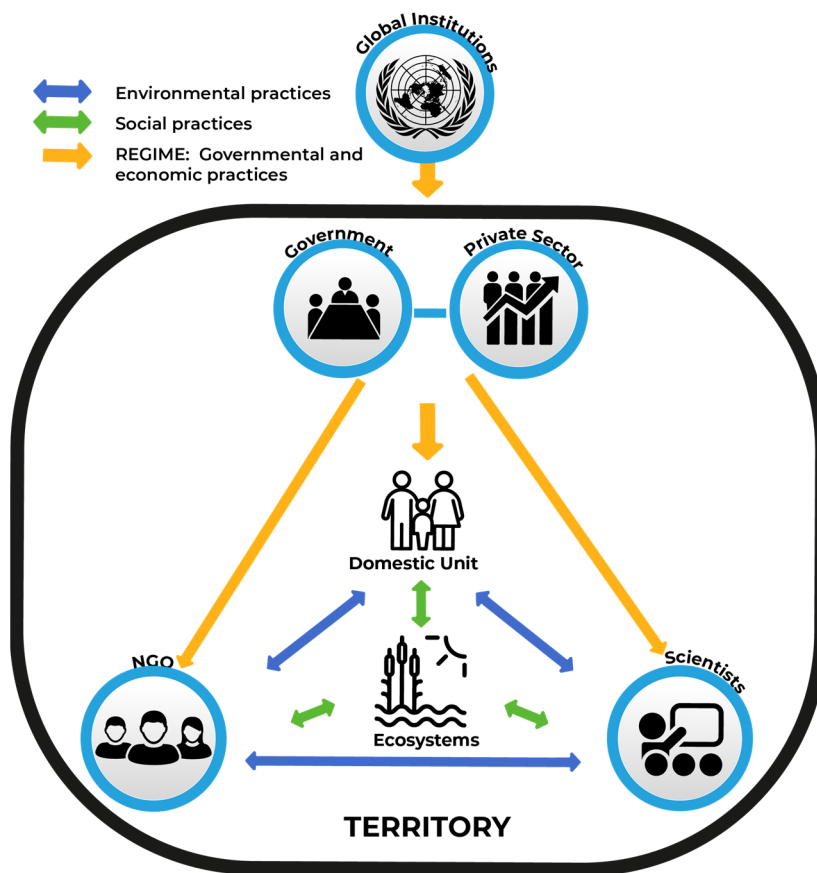 Global Institutions
Environmental practices
Social practices
REGIME: Governmental and
economic practices
Government
Private Sector
Domestic Unit
NGO
Scientists
Ecosystems
TERRITORY